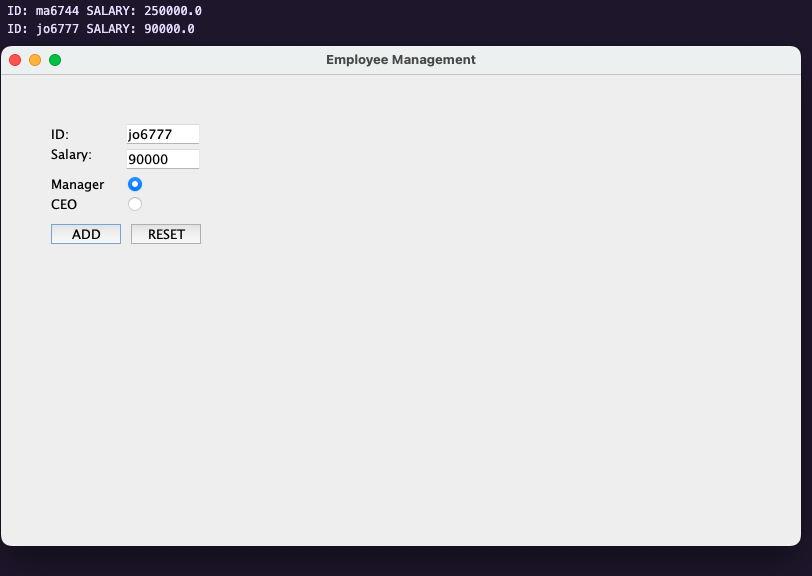 ID: ma6744 SALARY: 250000.0
ID: jo6777 SALARY: 90000.0
Employee Management
ID: jo6777
Salary: 90000
Manager
CEO
ADD RESET